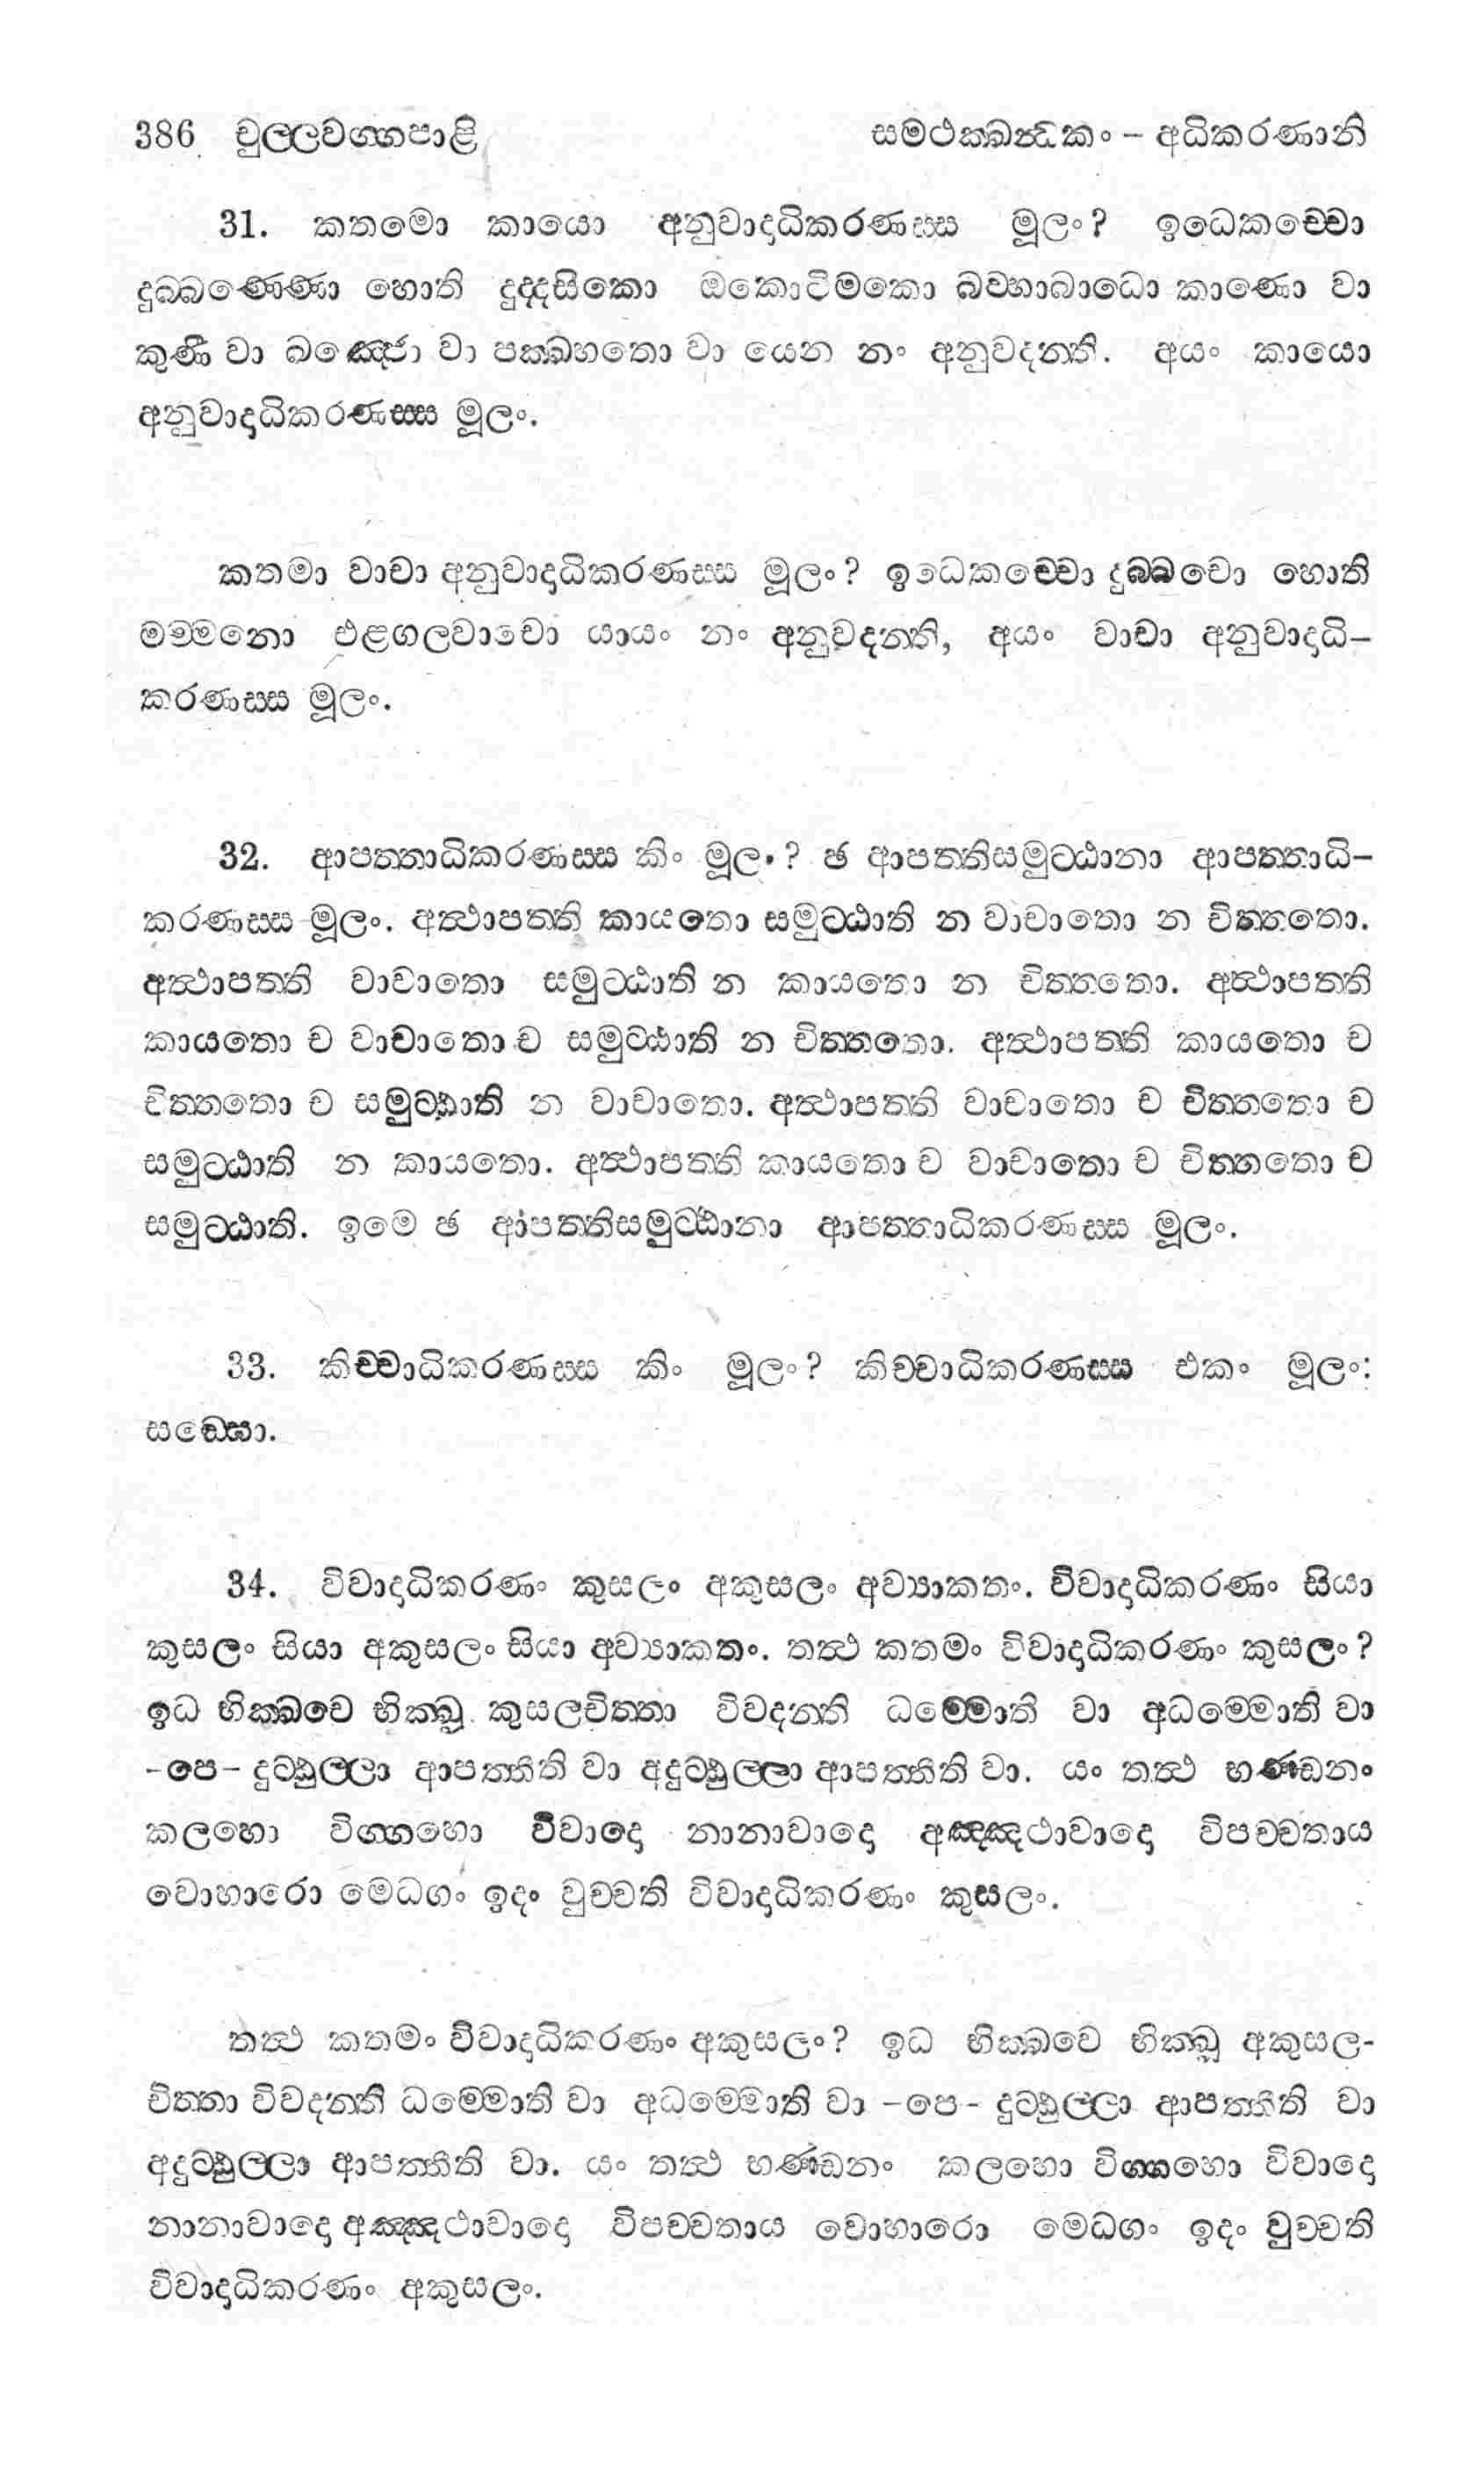 386 චුල්ලවග්ගපාළි සමථක්ඛන්ධකං – අධිකරණානි
31. කතමො කායො අනුවාදාධිකරණස්ස මූලං? ඉධෙකච්චො
දුබ්බණ්ණො හොති දුද්දසිකො ඔකොටිමකො බව්හාබාධො කාණො වා
කුණී වා ඛඤ්ජො වා පක්ඛහතො වා යෙන නං අනුවදන්ති. අයං කායො
අනුවාදාධිකරණස්ස මූලං.
කතමා වාචා අනුවාදාධිකරණස්ස මූලං? ඉධෙකච්චො දුබ්බචො හොති
මම්මනො එළගලවාචො යායං නං අනුවදන්ති, අයං වාචා අනුවාදාධි–
කරණස්ස මූලං.
32. ආපත්තාධිකරණස්ස කිං මූලං? ඡ ආපත්තිසමුට්ඨානා ආපත්තාධි–
කරණස්ස මූලං. අත්ථාපත්ති කායතො සමුට්ඨාති න වාචාතො න චිත්තතො.
අත්ථාපත්ති වාචාතො සමුට්ඨාති න කායතො න චිත්තතො. අත්ථාපත්ති
කායතො ච වාචාතො ච සමුට්ඨාති න චිත්තතො. අත්ථාපත්ති කායතො ච
චිත්තතො ච සමුට්ඨාති න වාචාතො. අත්ථාපත්ති වාචාතො ච චිත්තතො ච
සමුට්ඨාති න කායතො. අත්ථාපත්ති කායතො ච වාචාතො ච චිත්තතො ච
සමුට්ඨාති. ඉමෙ ඡ ආපත්තිසමුට්ඨානා ආපත්තාධිකරණස්ස මූලං.
33. කිච්චාධිකරණස්ස කිං මූලං? කිච්චාධිකරණස්ස එකං මූලං:
සඞ්ඝො.
34. විවාදාධිකරණං කුසලං අකුසලං අව්‍යාකතං. විවාදාධිකරණං සියා
කුසලං සියා අකුසලං සියා අව්‍යාකතං. තත්ථ කතමං විවාදාධිකරණං කුසලං?
ඉධ භික්ඛවෙ භික්ඛූ කුසලචිත්තා විවදන්ති ධම්මොති වා අධම්මොති වා
-පෙ- දුට්ඨුල්ලා ආපත්තීති වා අදුට්ඨුල්ලා ආපත්තීති වා. යං තත්ථ භණ්ඩනං
කලහො විග්ගහො විවාදො නානාවාදො අඤ්ඤථාවාදො විපච්චතාය
වොහාරො මෙධගං ඉදං වුච්චති විවාදාධිකරණං කුසලං.
තත්ථ කතමං විවාදාධිකරණං අකුසලං? ඉධ භික්ඛවෙ භික්ඛූ අකුසල-
චිත්තා විවදන්ති ධම්මොති වා අධම්මොති වා -පෙ- දුට්ඨුල්ලා ආපත්තීති වා
අදුට්ඨුල්ලා ආපත්තීති වා. යං තත්ථ භණ්ඩනං කලහො විග්ගහො විවාදො
නානාවාදො අඤ්ඤථාවාදො විපච්චතාය වොහාරො මෙධගං ඉදං වුච්චති
විවාදාධිකරණං අකුසලං.